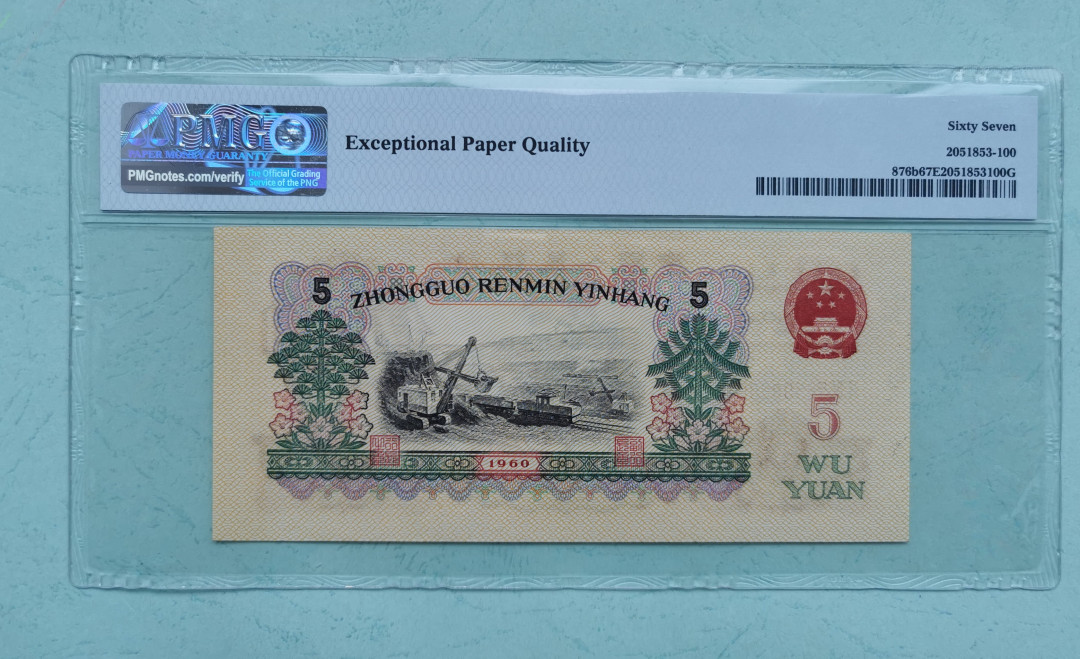 PMG
PAPER MONEY GUARANTY
PMGnotes.com/verify
The Official Grading
Service of the PNG
Exceptional Paper Quality
Sixty Seven
2051853-100
876b67E2051853100G
5 ZHONGGUO RENMIN YINHANG 5
1960
5
WU
YUAN